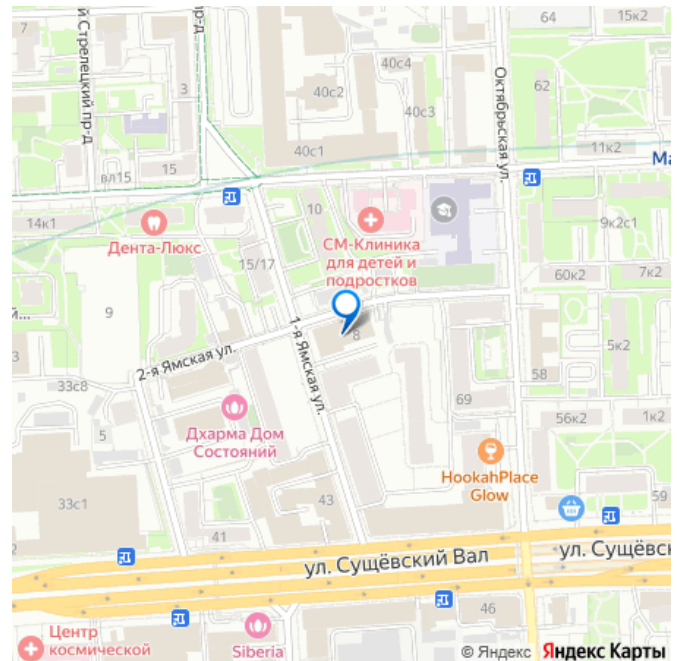 пр-д
й Стрелецкий пр-д
64
15к2
40с4
40с2
3
62
40с3
Октябрьская ул.
40с1
11к2
Ма
15
вл15
10
14к1
Дента-Люкс
СМ-Клиника
для детей и
подростков
9к2с1
15/17
60к2
7к2
9
й...
1-я Ямская ул.
8
2-я Ямская ул.
5к2
3
33с8
58
69
Дхарма Дом
Состояний
56к2
1к2
5
HookahPlace
Glow
43
33с1
59
41
2
ул. Сущёвский Вал
ул. Сущёвск
46
Центр
космической
Siberia
© Яндекс Яндекс Карты